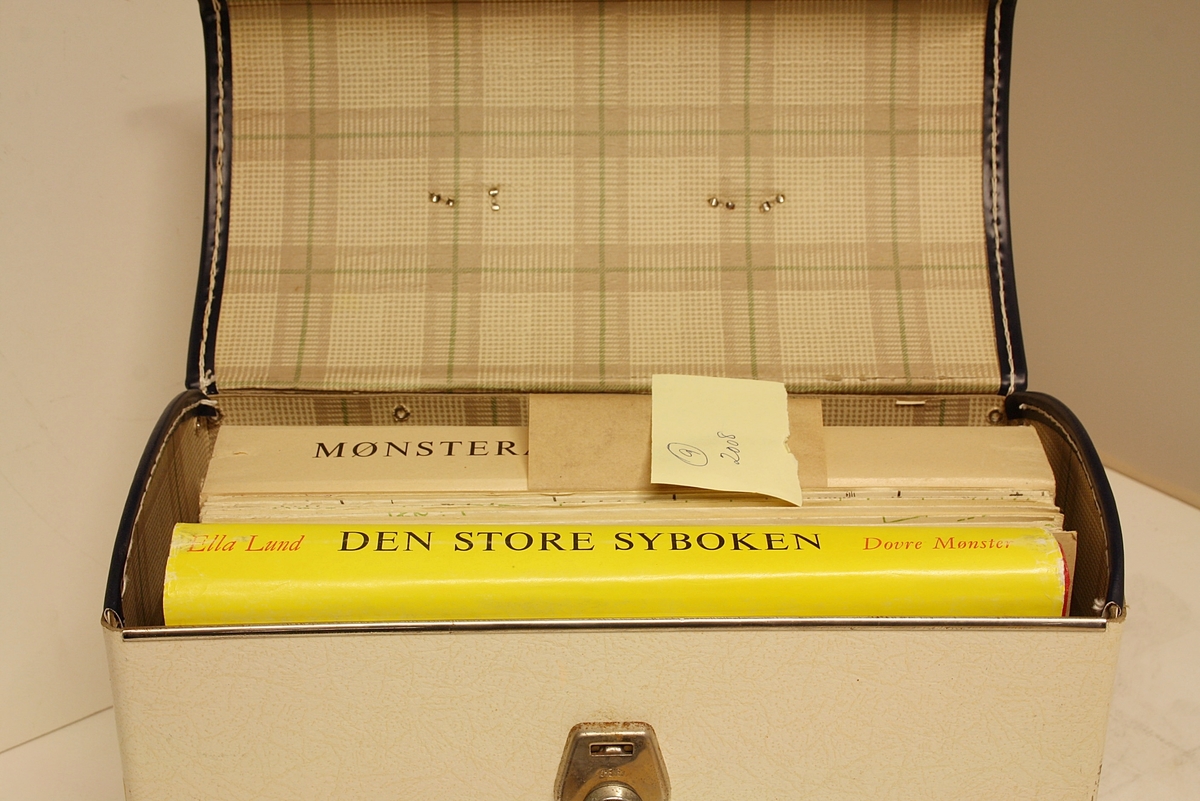 MØNSTER
9
2008
Ella Lund DEN STORE SYBOKEN Dovre Mønster